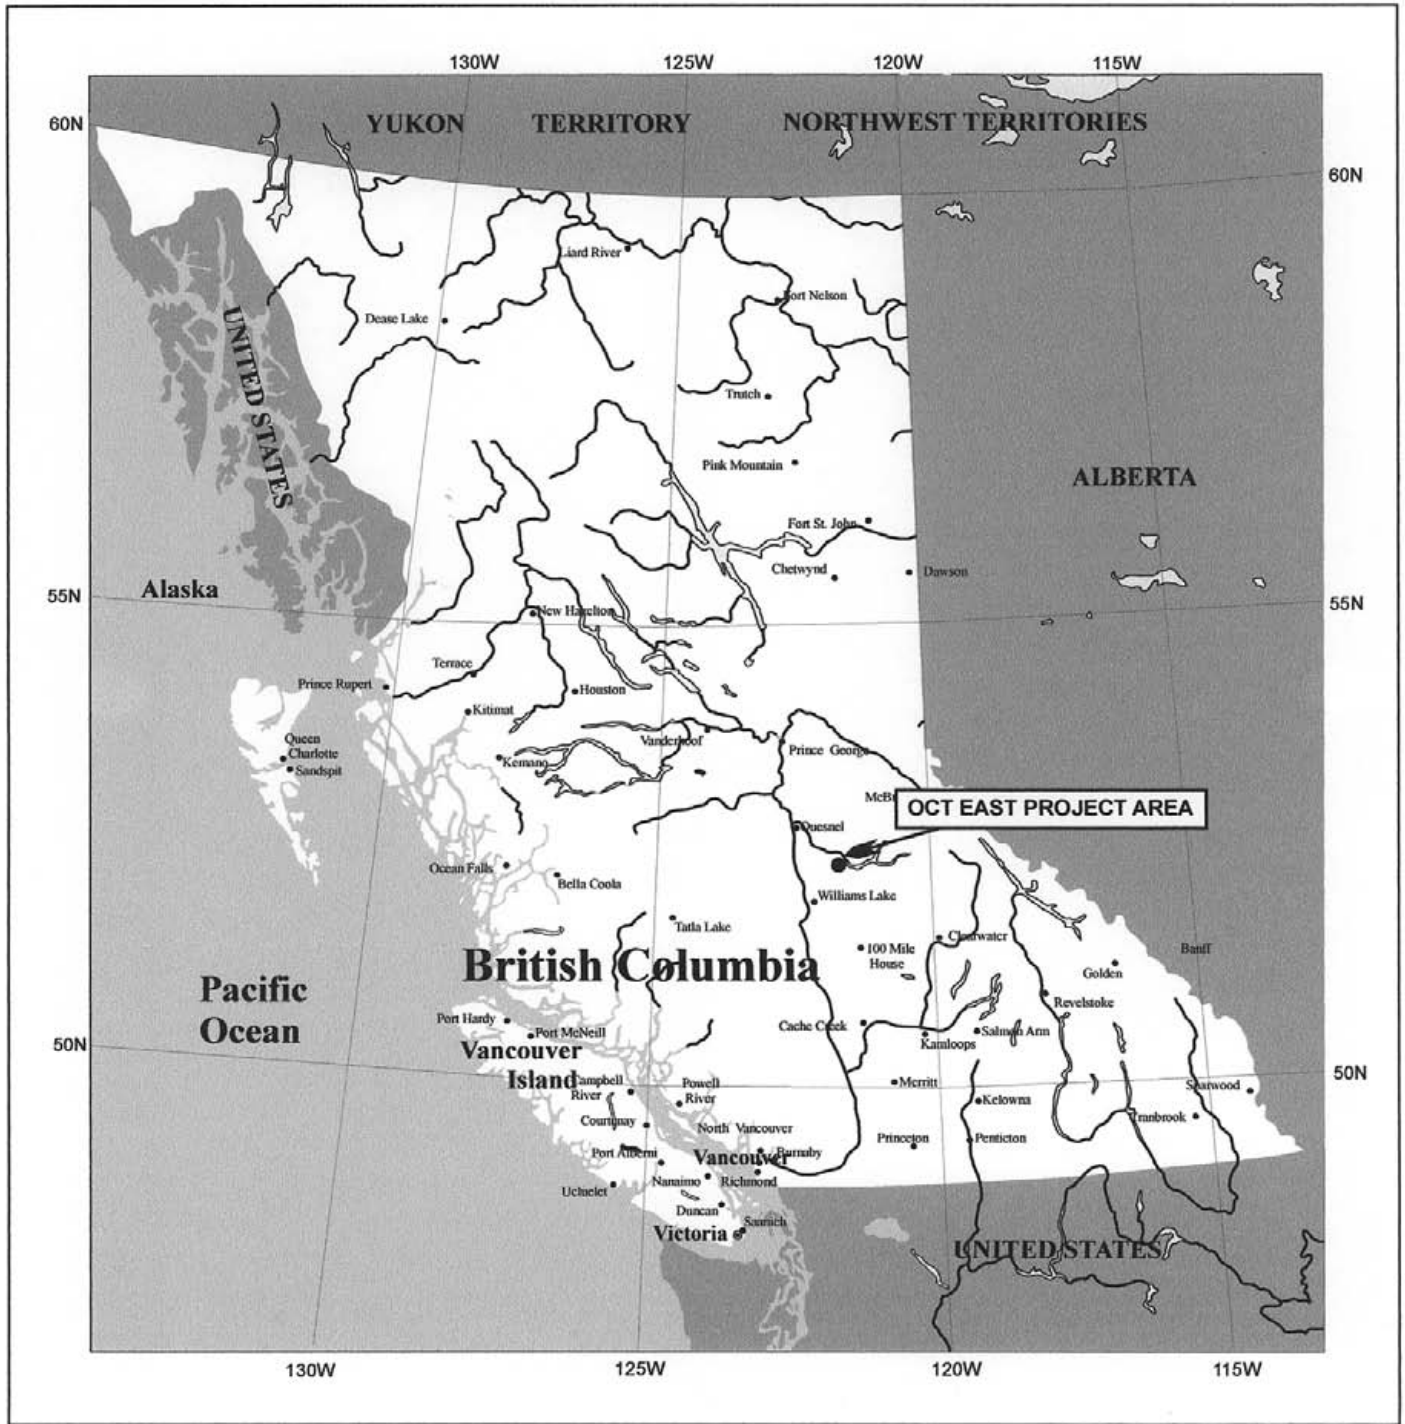 130W 125W 120W 115W
60N
YUKON TERRITORY NORTHWEST TERRITORIES
60N
Liard River
Fort Nelson
Dease Lake
UNITED STATES
Trutch
Pink Mountain
ALBERTA
Fort St. John
Chetwynd
Dawson
Alaska
55N
55N
New Hazelton
Terrace
Prince Rupert
Houston
Kitimat
Queen
Charlotte
Sandspit
Vanderhoof
Prince George
Kemano
McB
OCT EAST PROJECT AREA
Quesnel
Ocean Falls
Bella Coola
Williams Lake
Tatla Lake
Clearwater
100 Mile
House
Banff
British Columbia
Golden
Pacific
Ocean
Revelstoke
Port Hardy
Port McNeill
Cache Creek
Salmon Arm
Kamloops
50N
Vancouver
Island
50N
Campbell
River
Powell
River
Merritt
Sparwood
Kelowna
Courtenay
North Vancouver
Cranbrook
Princeton
Penticton
Port Alberni
Vancouver
Burnaby
Nanaimo
Richmond
Ucluelet
Duncan
Saanich
Victoria
UNITED STATES
130W 125W 120W 115W